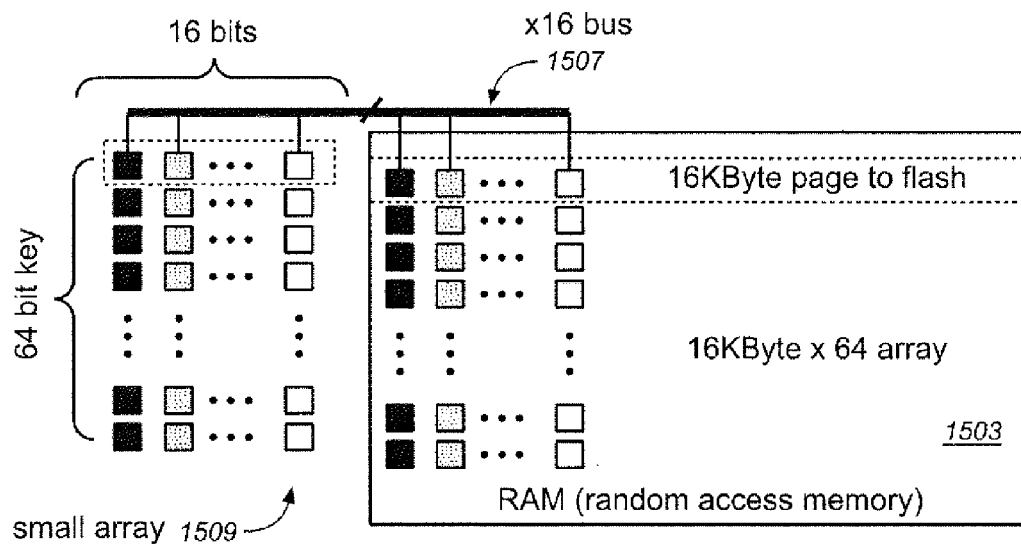 16 bits
x16 bus
1507
16KByte page to flash
64 bit key
16KByte x 64 array
1503
RAM (random access memory)
small array 1509